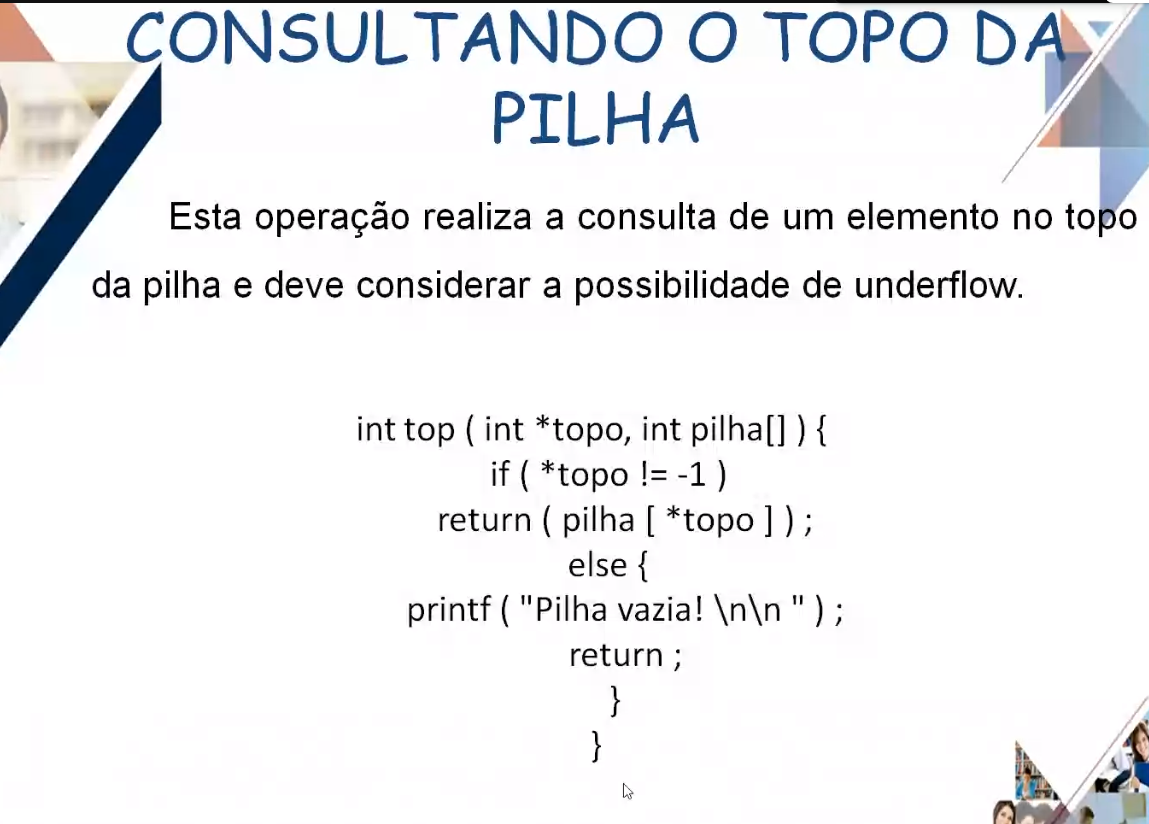 CONSULTANDO O TOPO DA
PILHA
Esta operação realiza a consulta de um elemento no topo
da pilha e deve considerar a possibilidade de underflow.
int top ( int *topo, int pilha[] ) {
if ( *topo != -1 )
return ( pilha [ *topo ] ) ;
else {
printf ( "Pilha vazia! \n\n " ) ;
return ;
}
}